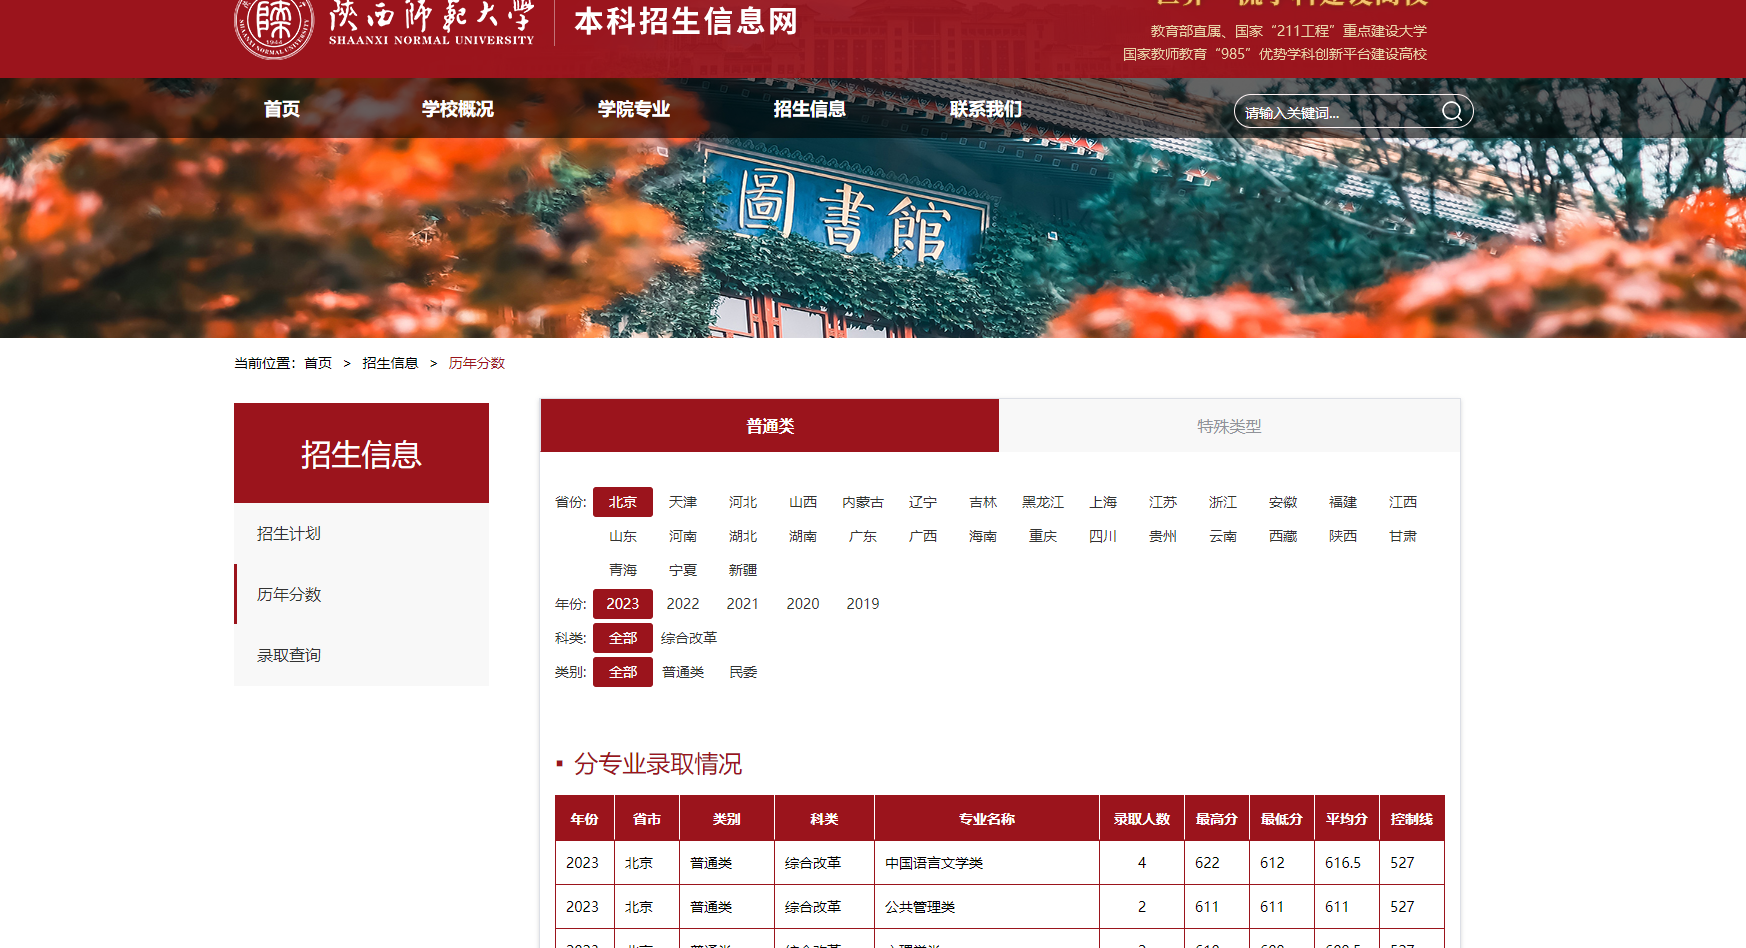 陕西师范大学
SHAANXI NORMAL UNIVERSITY
本科招生信息网
教育部直属、国家“211工程”重点建设大学
国家教师教育“985”优势学科创新平台建设高校
首页 学校概况 学院专业 招生信息 联系我们 请输入关键词...
圖書館
当前位置：首页 > 招生信息 > 历年分数
招生信息
招生计划
历年分数
录取查询
普通类 特殊类型
省份: 北京 天津 河北 山西 内蒙古 辽宁 吉林 黑龙江 上海 江苏 浙江 安徽 福建 江西
山东 河南 湖北 湖南 广东 广西 海南 重庆 四川 贵州 云南 西藏 陕西 甘肃
青海 宁夏 新疆
年份: 2023 2022 2021 2020 2019
科类: 全部 综合改革
类别: 全部 普通类 民委
分专业录取情况
年份 省市 类别 科类 专业名称 录取人数 最高分 最低分 平均分 控制线
2023 北京 普通类 综合改革 中国语言文学类 4 622 612 616.5 527
2023 北京 普通类 综合改革 公共管理类 2 611 611 611 527